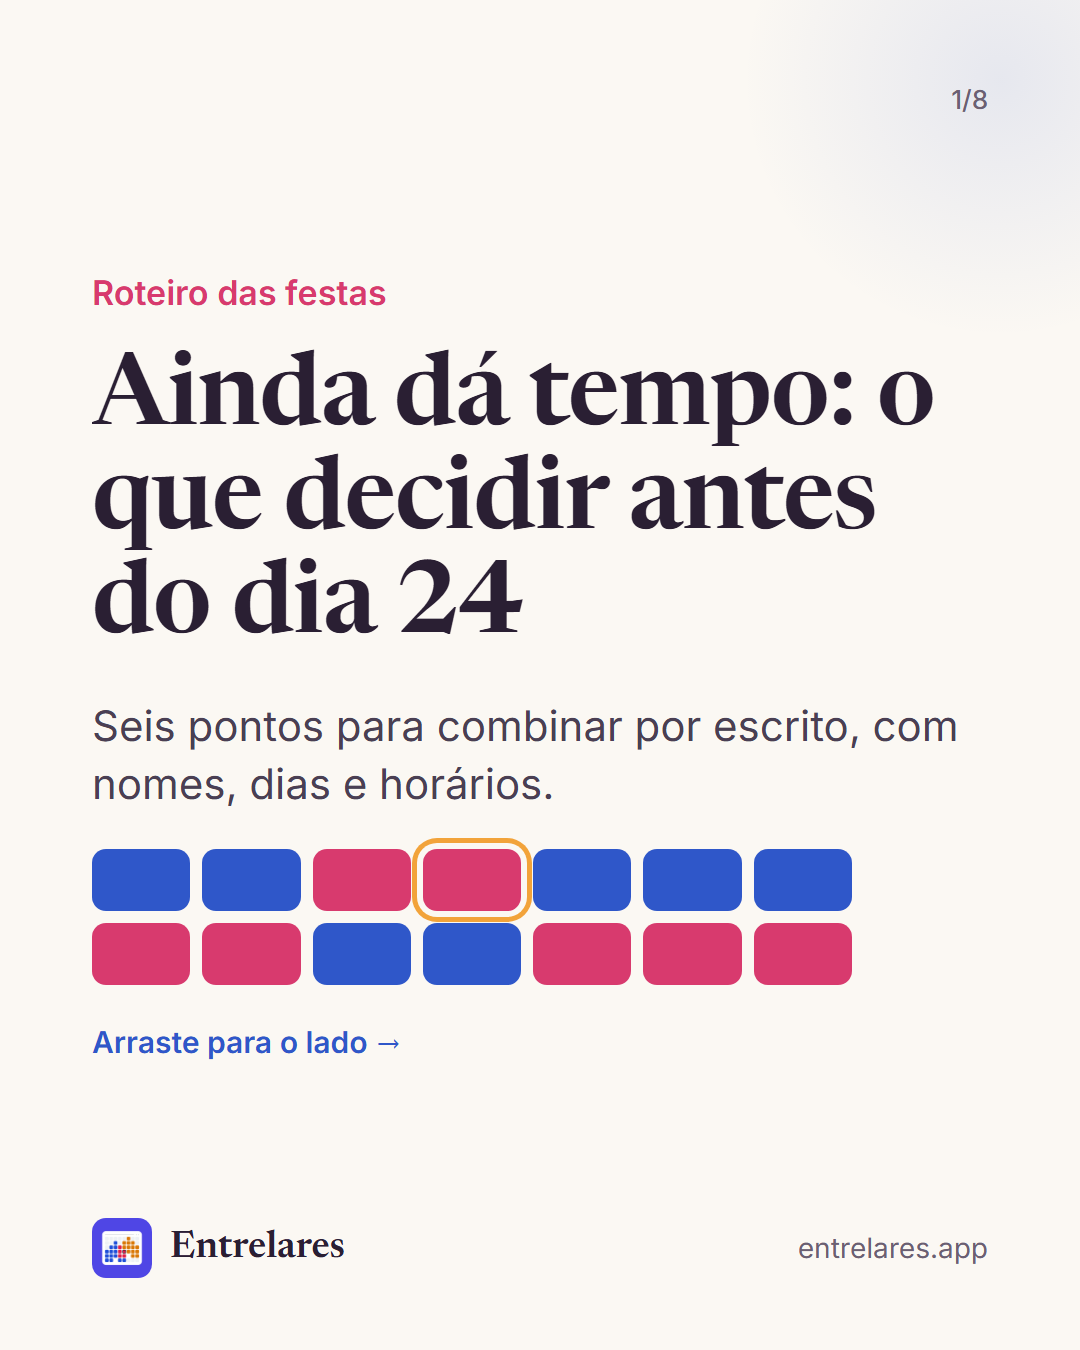 1/8
Roteiro das festas
Ainda dá tempo: o
que decidir antes
do dia 24
Seis pontos para combinar por escrito, com
nomes, dias e horários.
Arraste para o lado →
Entrelares
entrelares.app